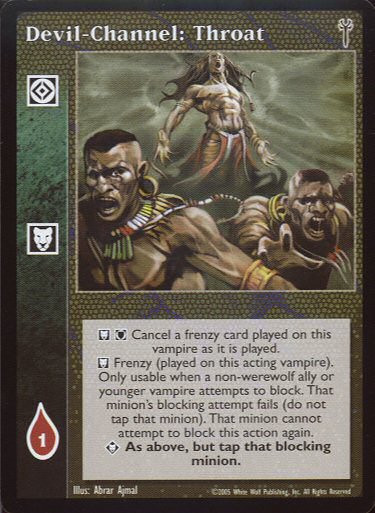 Devil-Channel: Throat
Cancel a frenzy card played on this
vampire as it is played.
Frenzy (played on this acting vampire).
Only usable when a non-werewolf ally or
younger vampire attempts to block. That
minion's blocking attempt fails (do not
tap that minion). That minion cannot
attempt to block this action again.
As above, but tap that blocking
minion.
1
Illus: Abrar Ajmal
©2005 White Wolf Publishing, Inc. All Rights Reserved